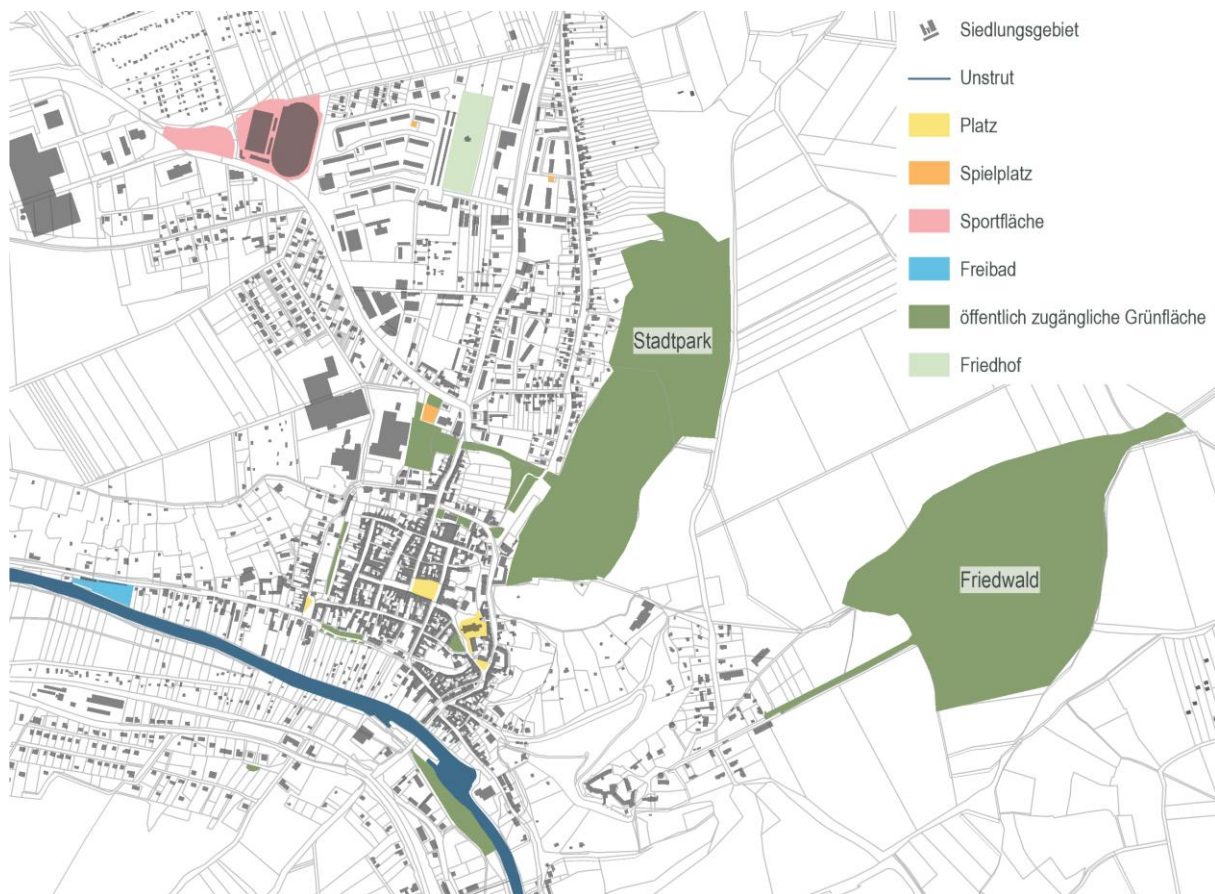 Siedlungsgebiet
Unstrut
Platz
Spielplatz
Sportfläche
Freibad
öffentlich zugängliche Grünfläche
Friedhof
Stadtpark
Friedwald